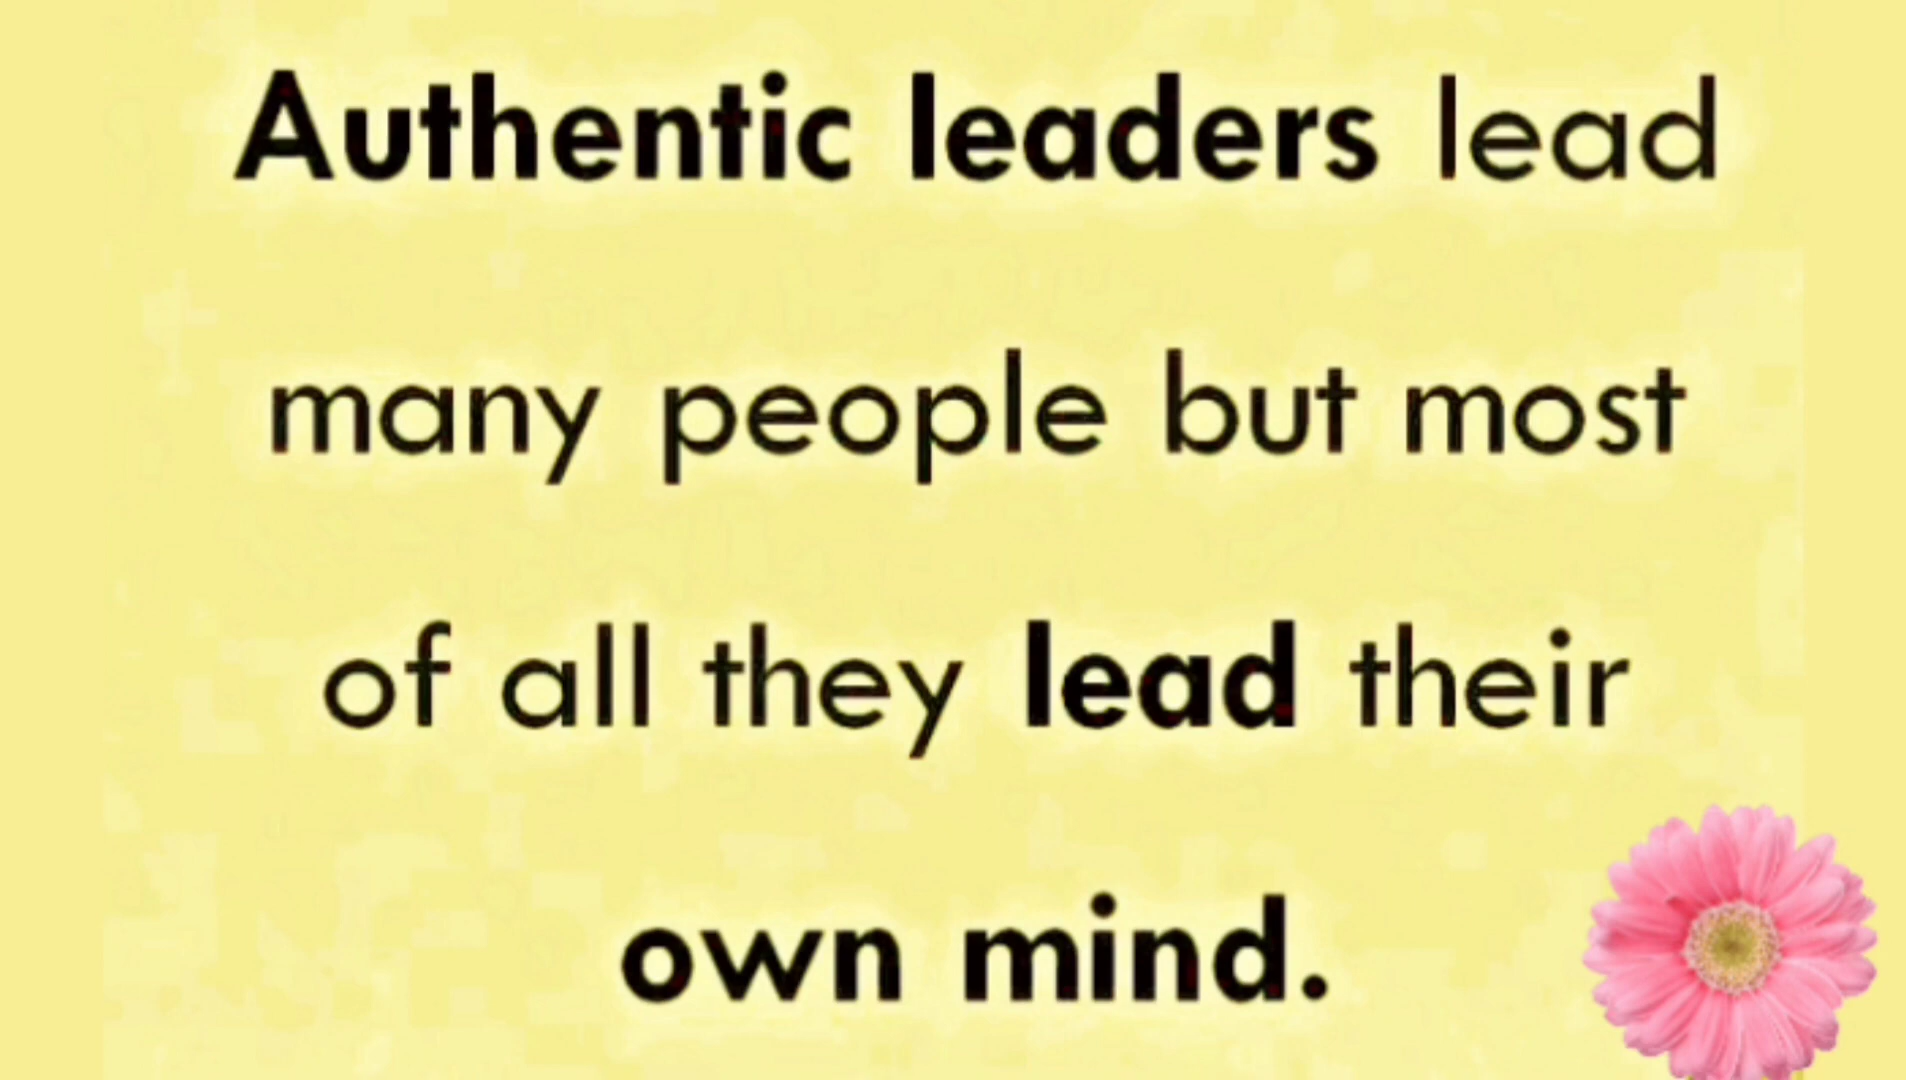 Authentic leaders lead
many people but most
of all they lead their
own mind.